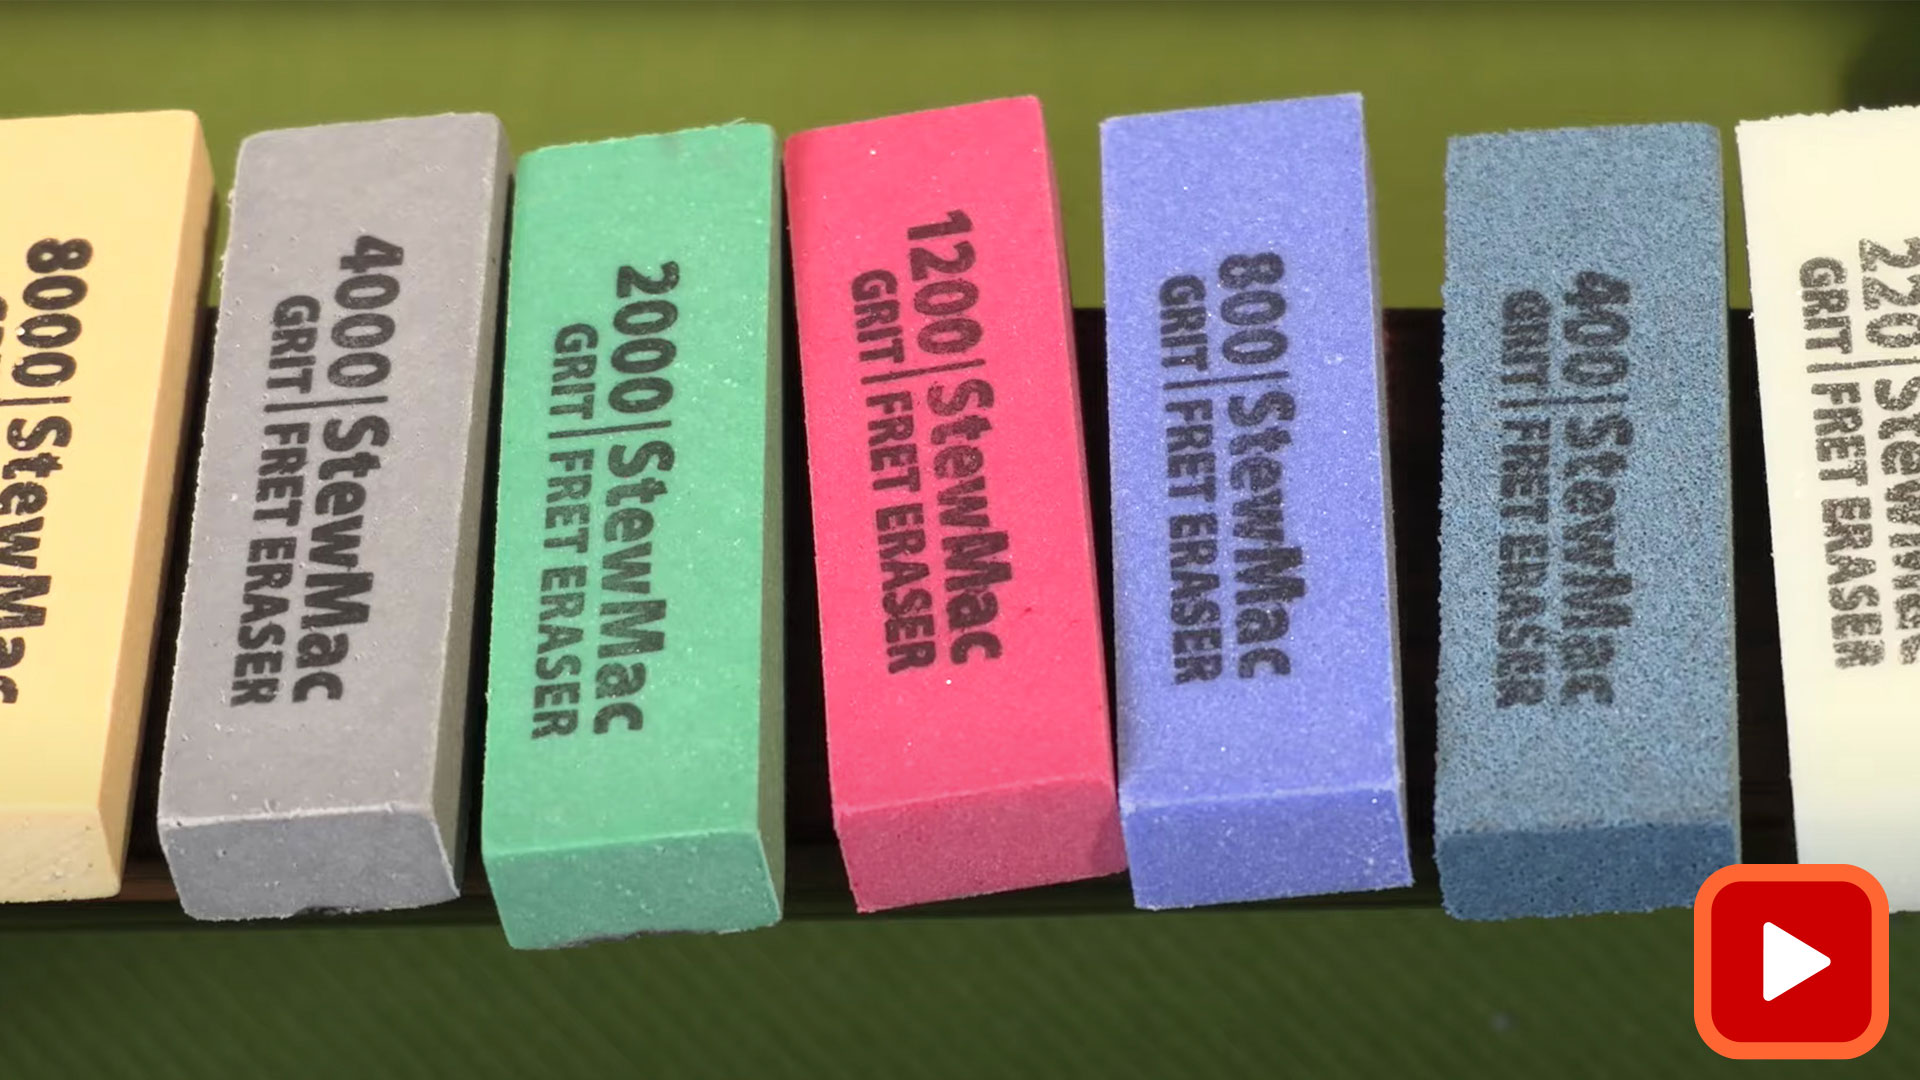 8000 | StewMac
4000 | StewMac
GRIT | FRET ERASER
2000 | StewMac
GRIT | FRET ERASER
1200 | StewMac
GRIT | FRET ERASER
800 | StewMac
GRIT | FRET ERASER
400 | StewMac
GRIT | FRET ERASER
220 | StewMac
GRIT | FRET ERASER